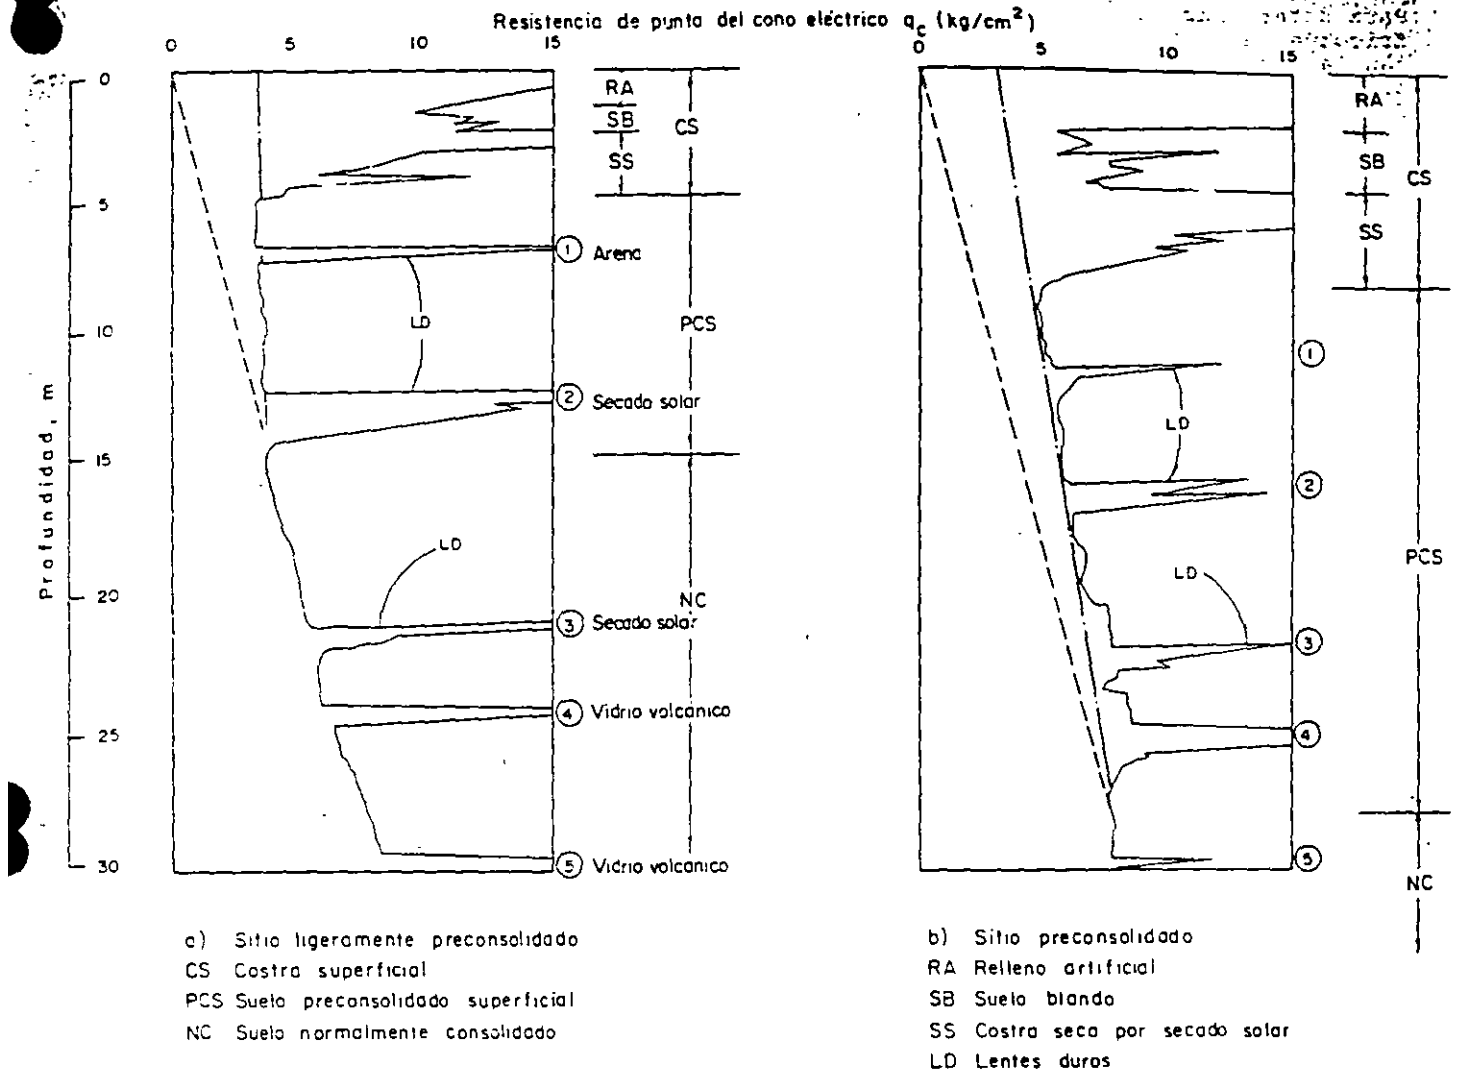 Resistencia de punta del cono eléctrico qc (kg/cm2)
0 5 10 15
0 5 10 15
Profundidad, m
0
5
10
15
20
25
30
RA
SB
SS
CS
PCS
NC
1 Arena
LD
2 Secado solar
LD
3 Secado solar
4 Vidrio volcánico
5 Vidrio volcanico
RA
SB
SS
CS
PCS
NC
1
LD
2
LD
3
4
5
a) Sitio ligeramente preconsolidado
CS Costra superficial
PCS Suelo preconsolidado superficial
NC Suelo normalmente consolidado
b) Sitio preconsolidado
RA Relleno artificial
SB Suelo blando
SS Costra seca por secado solar
LD Lentes duros